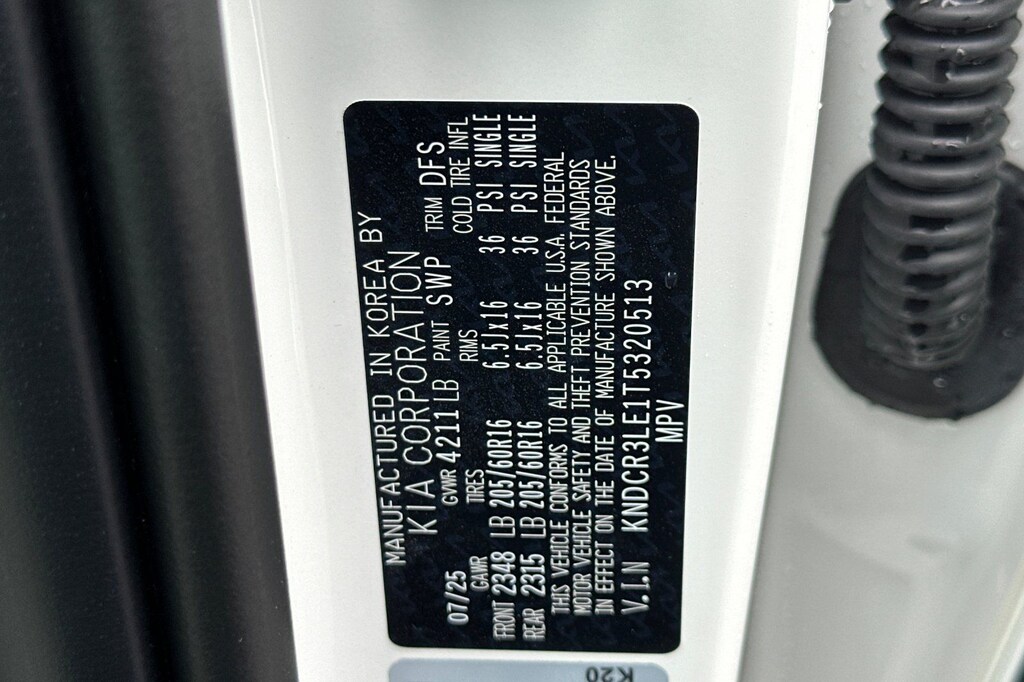 MANUFACTURED IN KOREA BY
KIA CORPORATION
07/25 GVWR 4211 LB PAINT SWP TRIM DFS
GAWR TIRES RIMS COLD TIRE INFL
FRONT 2348 LB 205/60R16 6.5Jx16 36 PSI SINGLE
REAR 2315 LB 205/60R16 6.5Jx16 36 PSI SINGLE
THIS VEHICLE CONFORMS TO ALL APPLICABLE U.S.A. FEDERAL
MOTOR VEHICLE SAFETY AND THEFT PREVENTION STANDARDS
IN EFFECT ON THE DATE OF MANUFACTURE SHOWN ABOVE.
V.I.N KNDCR3LE1T5320513
MPV
K20